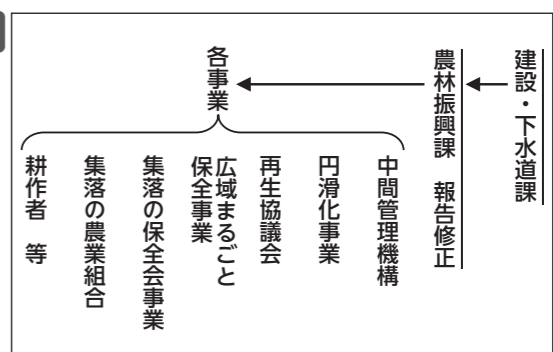 建設・下水道課
農林振興課　報告修正
各事業
中間管理機構
円滑化事業
再生協議会
広域まるごと
保全事業
集落の保全会事業
集落の農業組合
耕作者　等